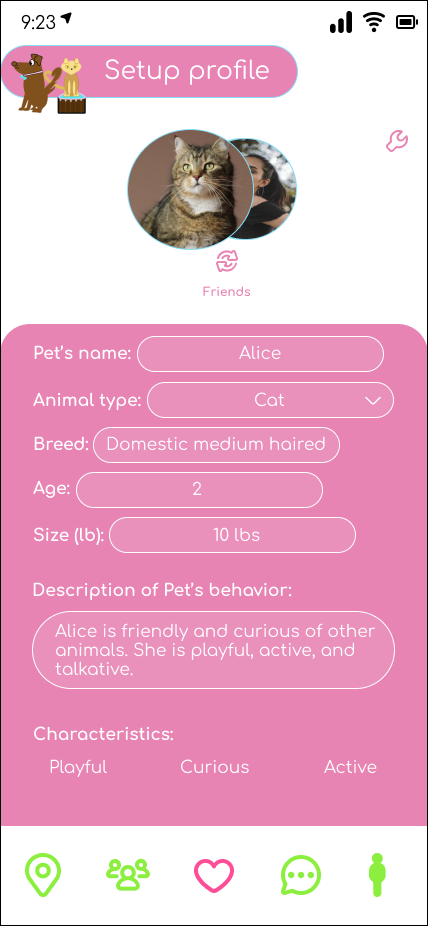 9:23
Setup profile
Friends
Pet's name: Alice
Animal type: Cat
Breed: Domestic medium haired
Age: 2
Size (lb): 10 lbs
Description of Pet's behavior:
Alice is friendly and curious of other
animals. She is playful, active, and
talkative.
Characteristics:
Playful Curious Active